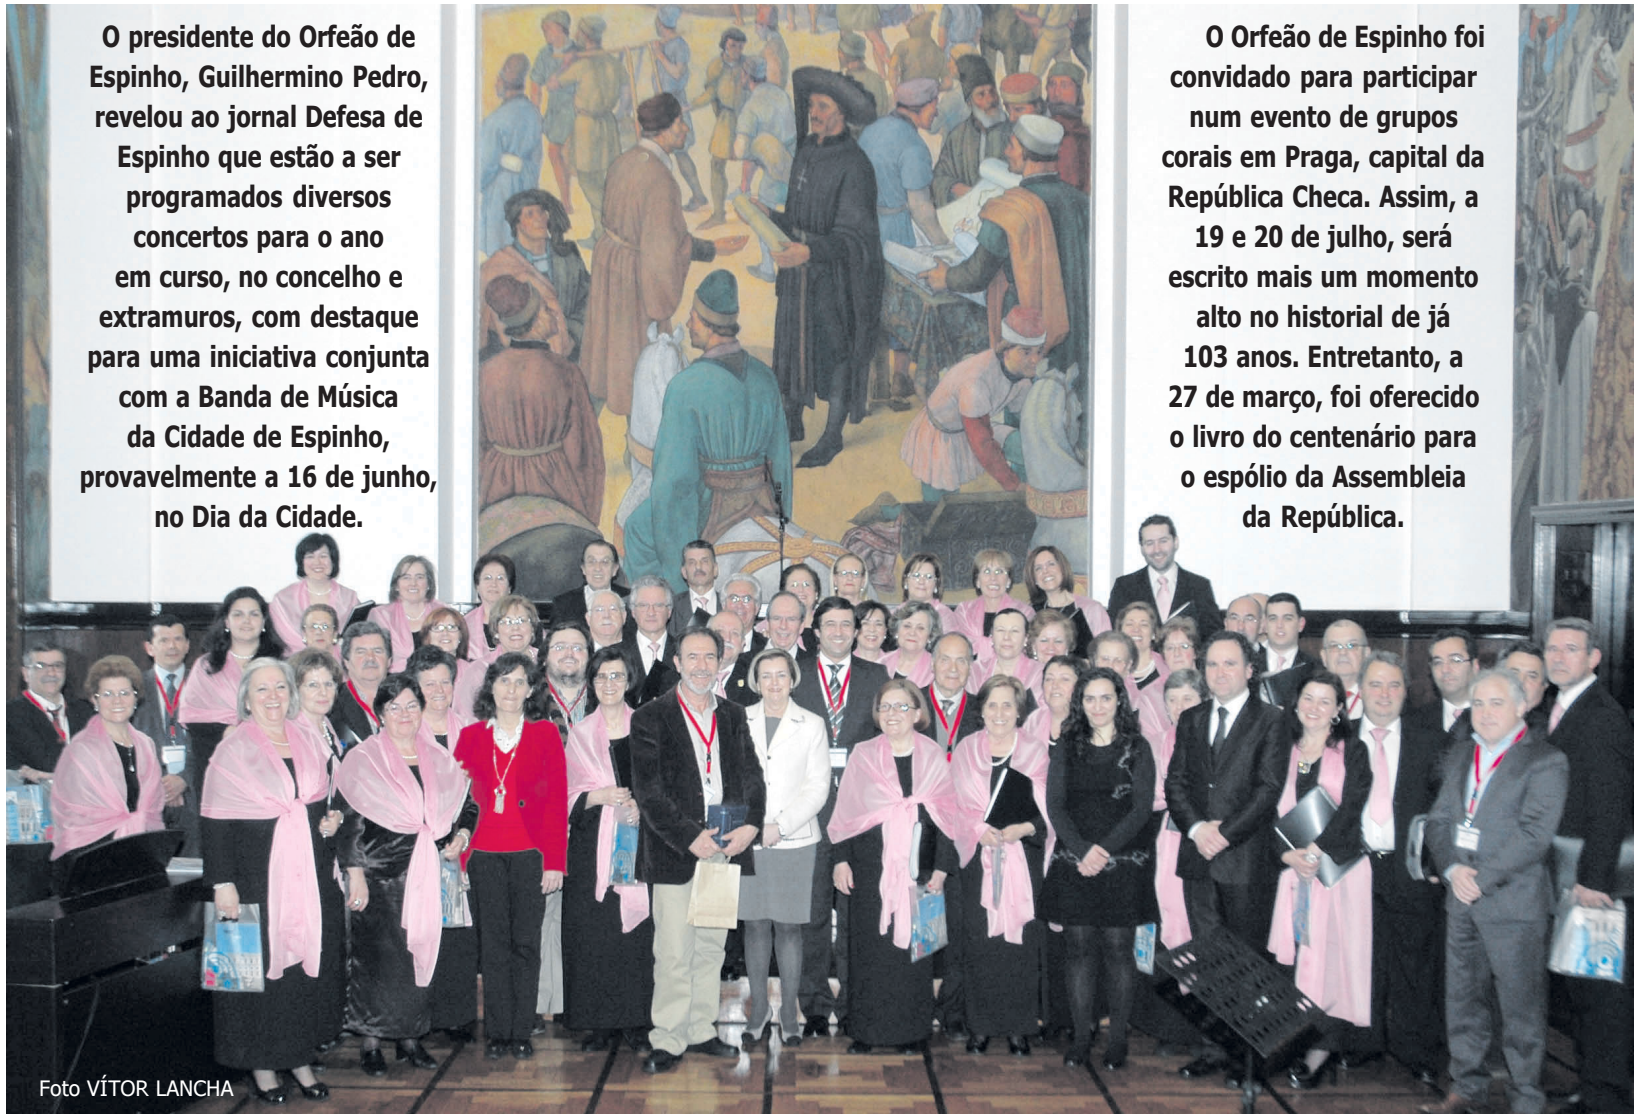 O presidente do Orfeão de
Espinho, Guilhermino Pedro,
revelou ao jornal Defesa de
Espinho que estão a ser
programados diversos
concertos para o ano
em curso, no concelho e
extramuros, com destaque
para uma iniciativa conjunta
com a Banda de Música
da Cidade de Espinho,
provavelmente a 16 de junho,
no Dia da Cidade.
O Orfeão de Espinho foi
convidado para participar
num evento de grupos
corais em Praga, capital da
República Checa. Assim, a
19 e 20 de julho, será
escrito mais um momento
alto no historial de já
103 anos. Entretanto, a
27 de março, foi oferecido
o livro do centenário para
o espólio da Assembleia
da República.
Foto VÍTOR LANCHA